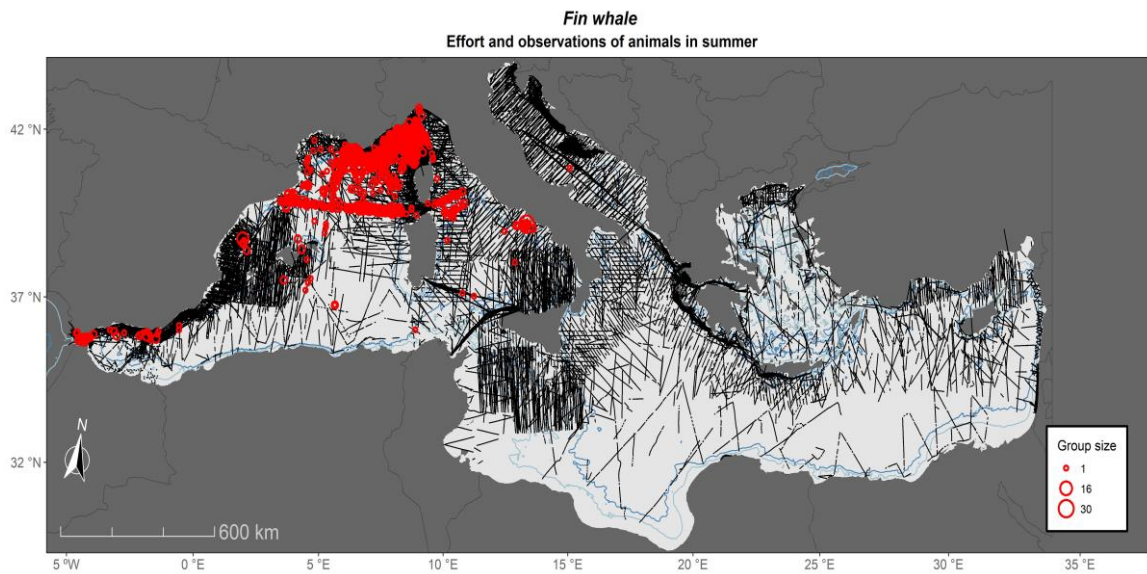 Fin whale
Effort and observations of animals in summer
42 °N
37 °N
32 °N
N
600 km
Group size
1
16
30
5 °W
0 °E
5 °E
10 °E
15 °E
20 °E
25 °E
30 °E
35 °E